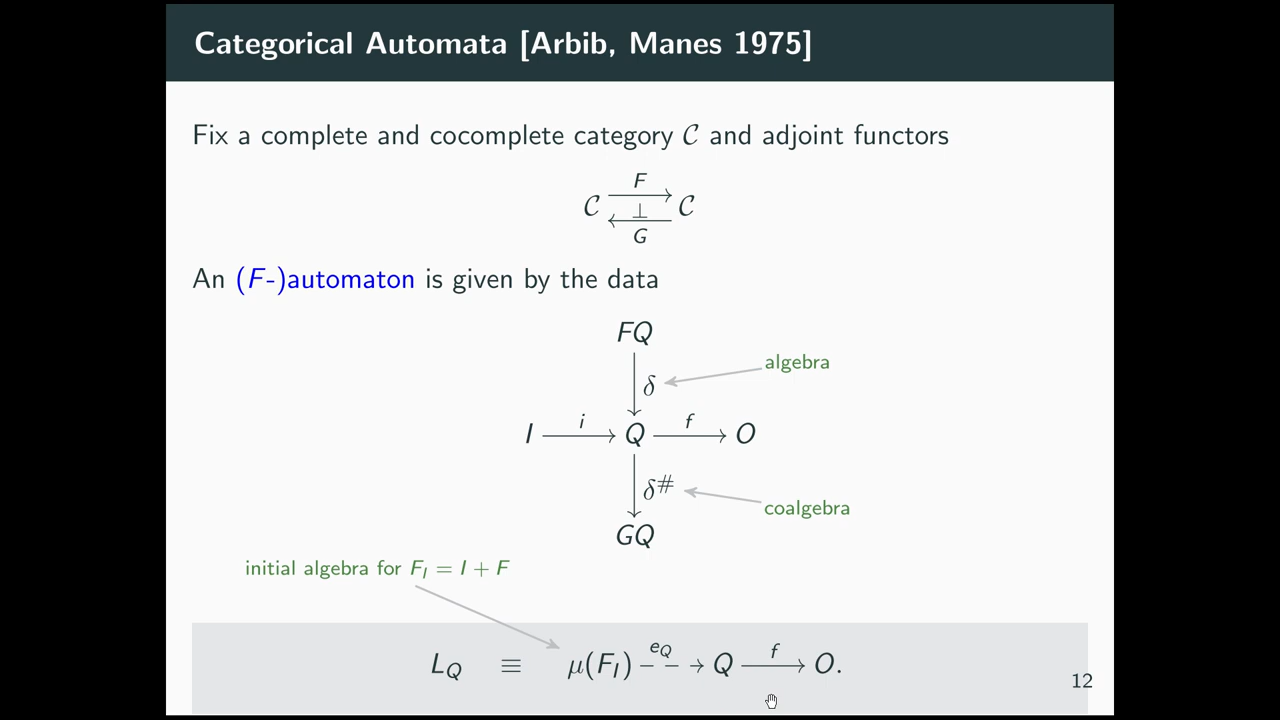 Categorical Automata [Arbib, Manes 1975]
Fix a complete and cocomplete category 𝒞 and adjoint functors
F
𝒞 ⊥ 𝒞
G
An (F-)automaton is given by the data
FQ
algebra
δ
i f
I Q O
δ#
coalgebra
GQ
initial algebra for F_I = I + F
e_Q f
L_Q ≡ μ(F_I) Q O.
12